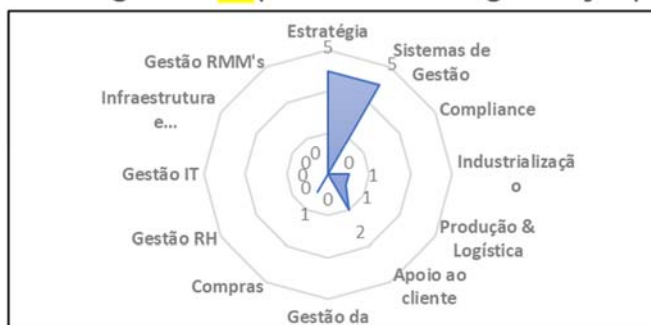 Estratégia
5
Sistemas de
Gestão
5
Compliance
0
Industrializaçã
o
1
Produção &
Logística
1
Apoio ao
cliente
2
Gestão da
0
Compras
1
Gestão RH
0
Gestão IT
0
Infraestrutura
e...
0
Gestão RMM's
0